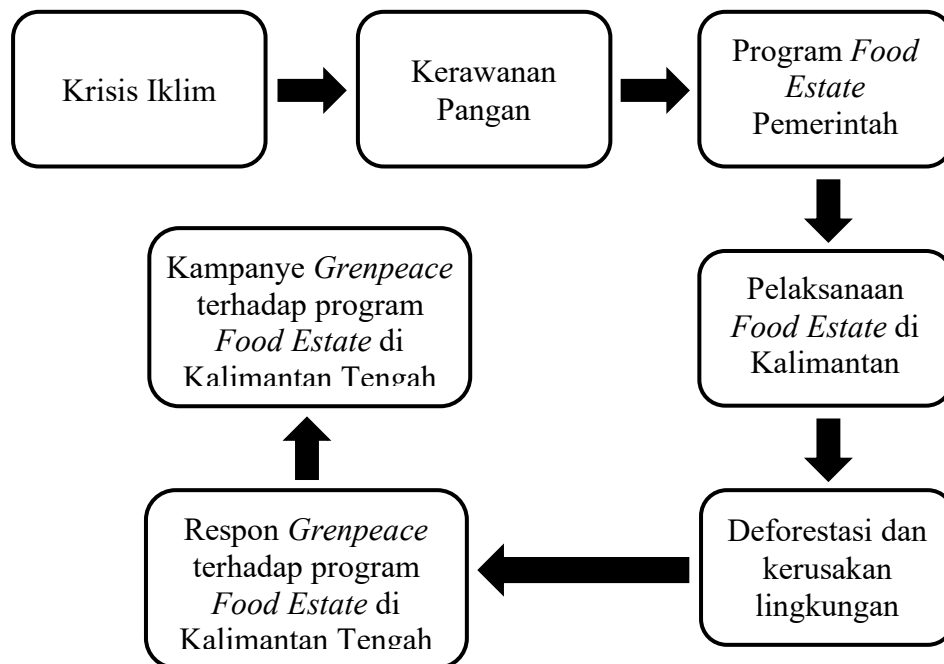 Krisis Iklim
Kerawanan
Pangan
Program Food
Estate
Pemerintah
Pelaksanaan
Food Estate di
Kalimantan
Deforestasi dan
kerusakan
lingkungan
Respon Grenpeace
terhadap program
Food Estate di
Kalimantan Tengah
Kampanye Grenpeace
terhadap program
Food Estate di
Kalimantan Tengah